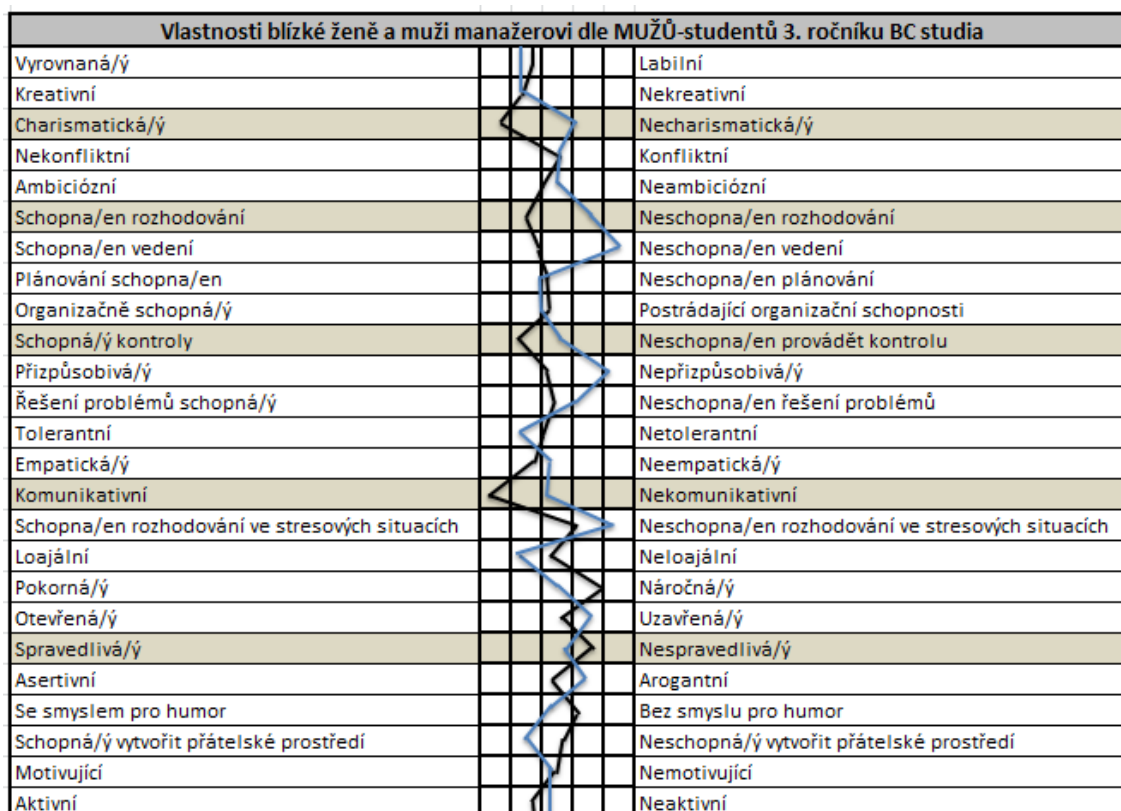 Vlastnosti blízké ženě a muži manažerovi dle MUŽŮ-studentů 3. ročníku BC studia
Vyrovnaná/ý Labilní
Kreativní Nekreativní
Charismatická/ý Necharismatická/ý
Nekonfliktní Konfliktní
Ambiciózní Neambiciózní
Schopna/en rozhodování Neschopna/en rozhodování
Schopna/en vedení Neschopna/en vedení
Plánování schopna/en Neschopna/en plánování
Organizačně schopná/ý Postrádající organizační schopnosti
Schopná/ý kontroly Neschopna/en provádět kontrolu
Přizpůsobivá/ý Nepřizpůsobivá/ý
Řešení problémů schopná/ý Neschopna/en řešení problémů
Tolerantní Netolerantní
Empatická/ý Neempatická/ý
Komunikativní Nekomunikativní
Schopna/en rozhodování ve stresových situacích Neschopna/en rozhodování ve stresových situacích
Loajální Neloajální
Pokorná/ý Náročná/ý
Otevřená/ý Uzavřená/ý
Spravedlivá/ý Nespravedlivá/ý
Asertivní Arogantní
Se smyslem pro humor Bez smyslu pro humor
Schopná/ý vytvořit přátelské prostředí Neschopná/ý vytvořit přátelské prostředí
Motivující Nemotivující
Aktivní Neaktivní